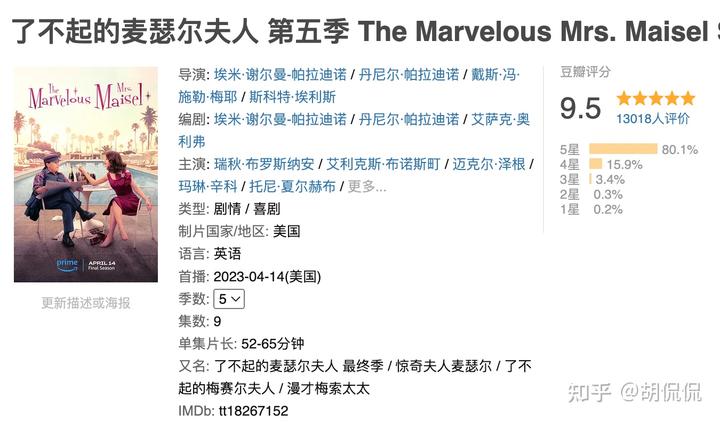 了不起的麦瑟尔夫人 第五季 The Marvelous Mrs. Maisel
The Marvelous Mrs. Maisel
prime
APRIL 14
Final Season
更新描述或海报
导演: 埃米·谢尔曼-帕拉迪诺 / 丹尼尔·帕拉迪诺 / 戴斯·冯·
施勒·梅耶 / 斯科特·埃利斯
编剧: 埃米·谢尔曼-帕拉迪诺 / 丹尼尔·帕拉迪诺 / 艾萨克·奥
利弗
主演: 瑞秋·布罗斯纳安 / 艾利克斯·布诺斯町 / 迈克尔·泽根 /
玛琳·辛科 / 托尼·夏尔赫布 / 更多...
类型: 剧情 / 喜剧
制片国家/地区: 美国
语言: 英语
首播: 2023-04-14(美国)
季数: 5
集数: 9
单集片长: 52-65分钟
又名: 了不起的麦瑟尔夫人 最终季 / 惊奇夫人麦瑟尔 / 了不
起的梅赛尔夫人 / 漫才梅索太太
IMDb: tt18267152
豆瓣评分
9.5
13018人评价
5星 80.1%
4星 15.9%
3星 3.4%
2星 0.3%
1星 0.2%
知乎 @胡侃侃